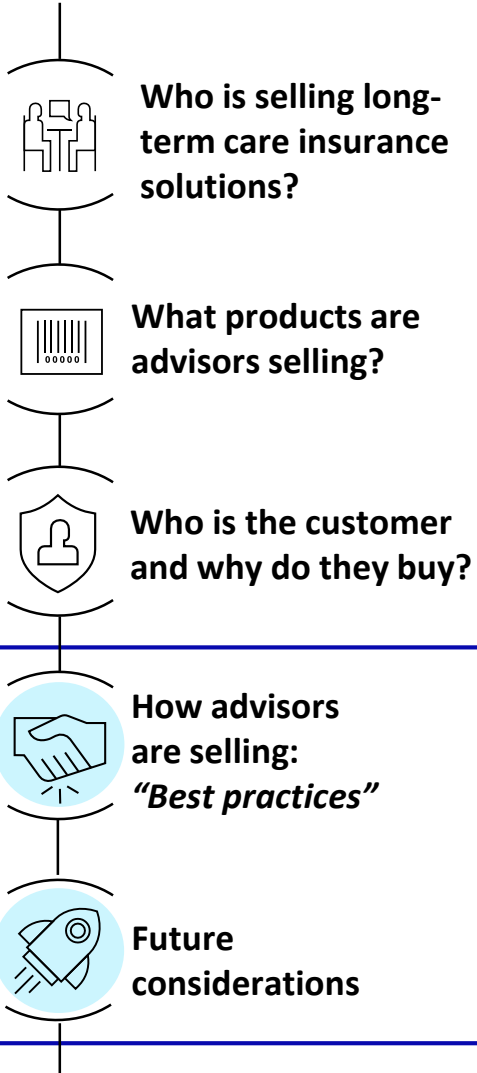 Who is selling long-
term care insurance
solutions?
00000
What products are
advisors selling?
Who is the customer
and why do they buy?
How advisors
are selling:
“Best practices”
Future
considerations